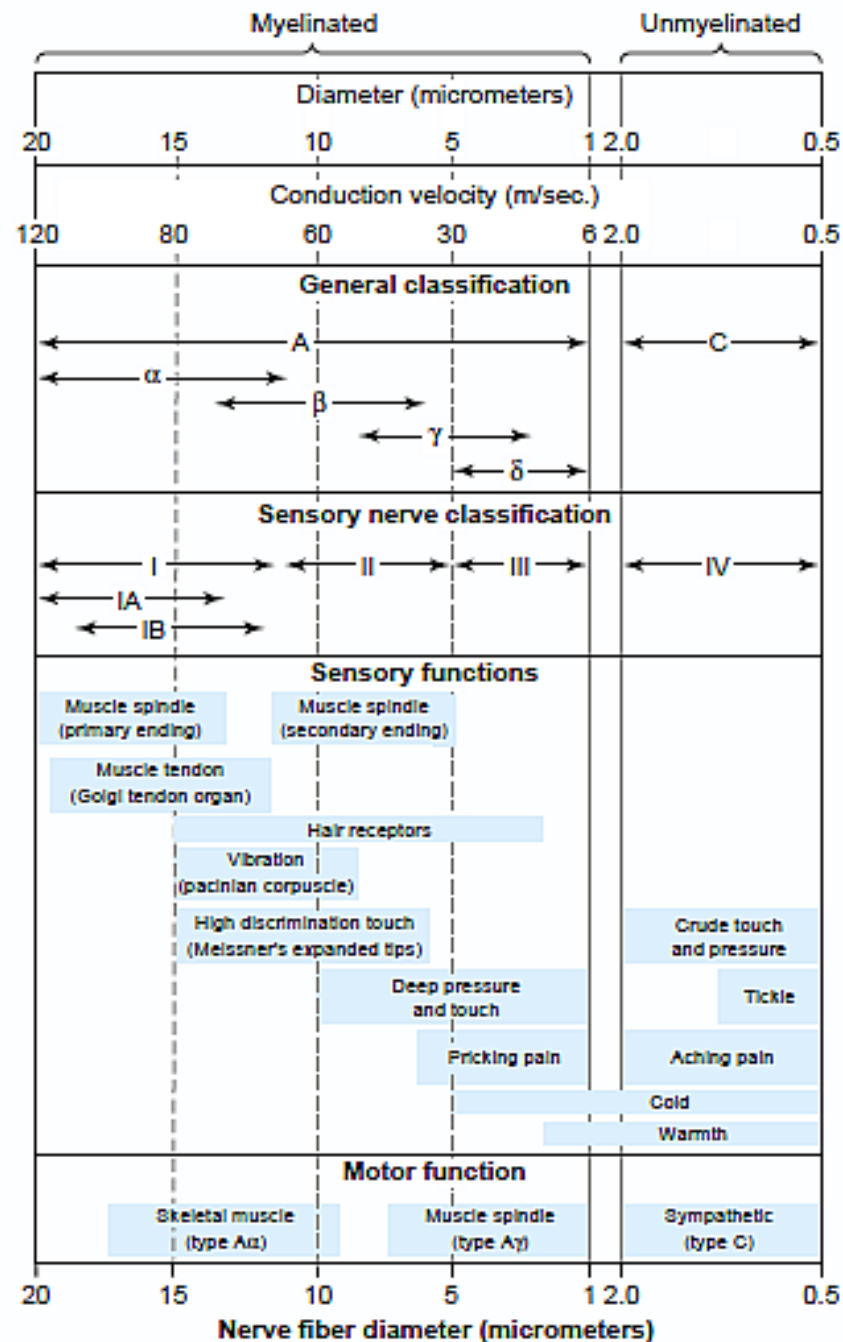 Myelinated Unmyelinated
Diameter (micrometers)
20 15 10 5 1 2.0 0.5
Conduction velocity (m/sec.)
120 80 60 30 6 2.0 0.5
General classification
A C
α
β
γ
δ
Sensory nerve classification
I II III IV
IA
IB
Sensory functions
Muscle spindle Muscle spindle
(primary ending) (secondary ending)
Muscle tendon
(Golgi tendon organ)
Hair receptors
Vibration
(pacinian corpuscle)
High discrimination touch Crude touch
(Meissner's expanded tips) and pressure
Deep pressure Tickle
and touch
Pricking pain Aching pain
Cold
Warmth
Motor function
Skeletal muscle Muscle spindle Sympathetic
(type Aα) (type Aγ) (type C)
20 15 10 5 1 2.0 0.5
Nerve fiber diameter (micrometers)